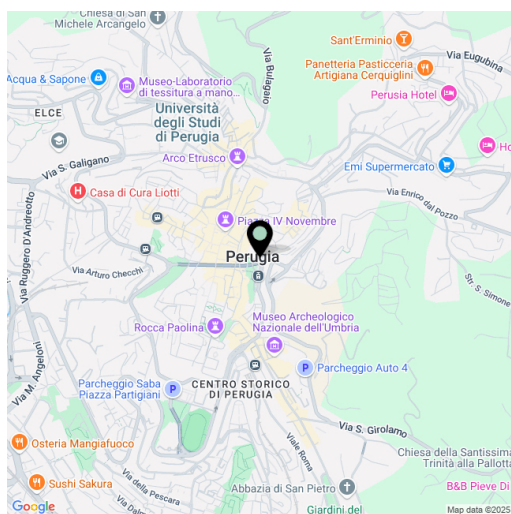 Chiesa di San
Michele Arcangelo
Sant'Erminio
Via Eugubina
Panetteria Pasticceria
Artigiana Cerquiglini
Via Bulagaio
Acqua & Sapone
Museo-Laboratorio
di tessitura a mano...
Perusia Hotel
ELCE
Università
degli Studi
di Perugia
Arco Etrusco
Emi Supermercato
Ho
Via S. Galigano
Casa di Cura Liotti
Via Enrico dal Pozzo
Piazza IV Novembre
Via Ruggero D'Andreotto
Perugia
Via Arturo Checchi
Str. S. Simone
Museo Archeologico
Nazionale dell'Umbria
Rocca Paolina
Via M. Angeloni
Parcheggio Auto 4
Parcheggio Saba
Piazza Partigiani
CENTRO STORICO
DI PERUGIA
Via S. Girolamo
Viale Roma
Osteria Mangiafuoco
Chiesa della Santissima
Trinità alla Pallotta
Sushi Sakura
Via della Pescara
Abbazia di San Pietro
B&B Pieve Di
Giardini del
Google
Map data ©2025